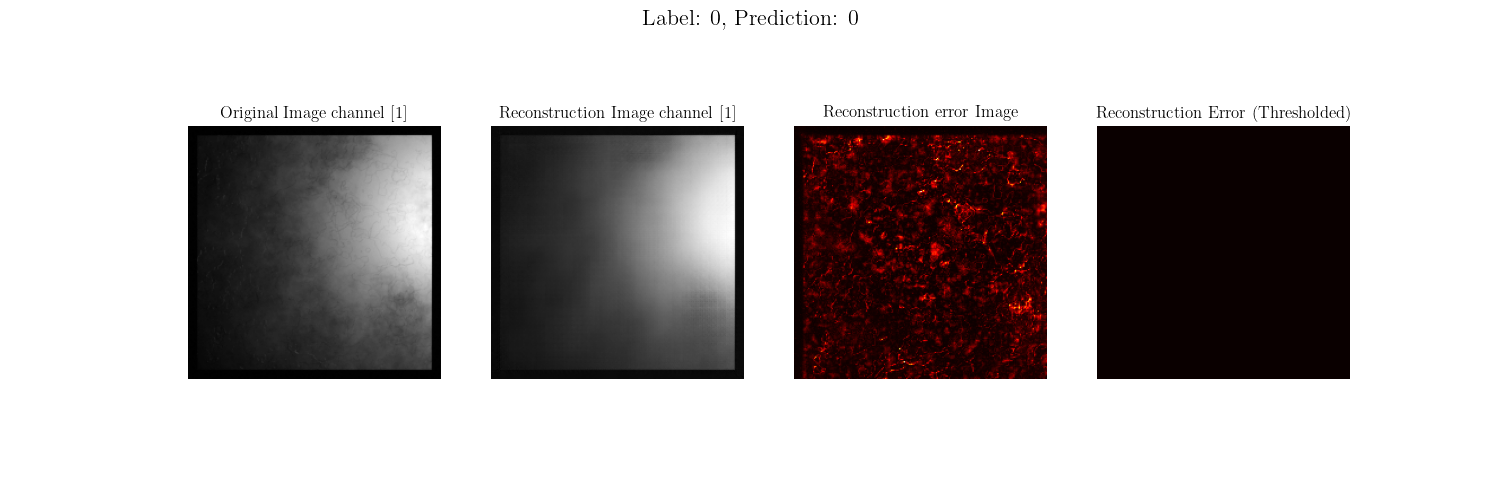 Label: 0, Prediction: 0
Original Image channel [1]
Reconstruction Image channel [1]
Reconstruction error Image
Reconstruction Error (Thresholded)